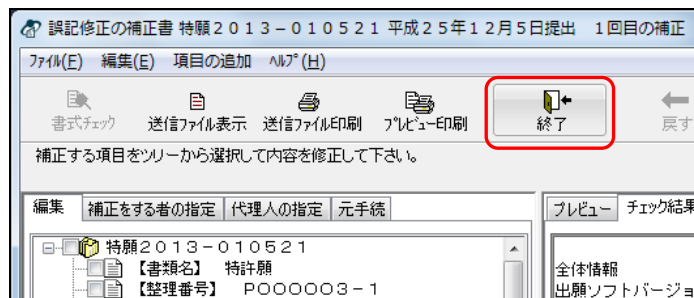 誤記修正の補正書 特願２０１３－０１０５２１ 平成２５年１２月５日提出 1回目の補正
ﾌｧｲﾙ(F) 編集(E) 項目の追加 ﾍﾙﾌﾟ(H)
書式ﾁｪｯｸ 送信ﾌｧｲﾙ表示 送信ﾌｧｲﾙ印刷 ﾌﾟﾚﾋﾞｭｰ印刷 終了 戻す
補正する項目をツリーから選択して内容を修正して下さい。
編集 補正をする者の指定 代理人の指定 元手続 プレビュー チェック結果
特願２０１３－０１０５２１
【書類名】 特許願 全体情報
【整理番号】 Ｐ０００００３－１ 出願ソフトバージョ